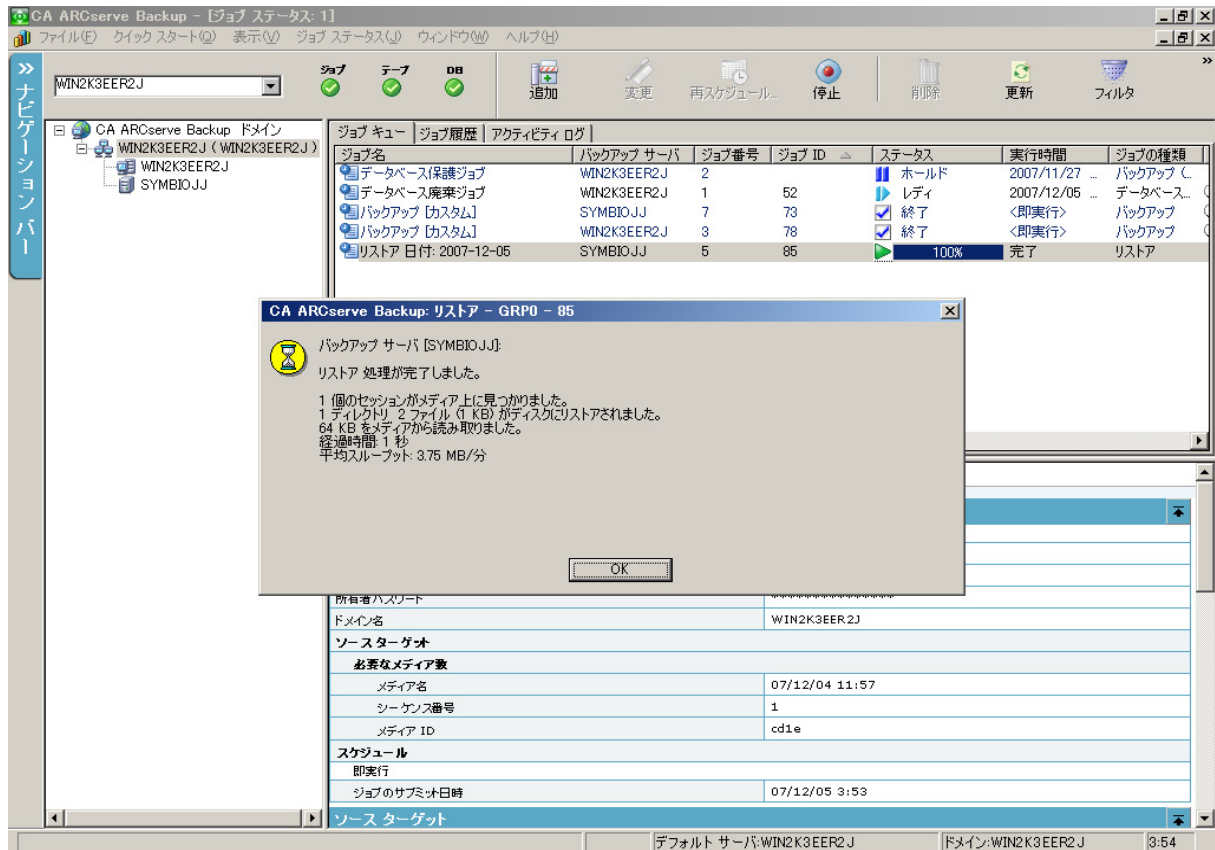 CA ARCserve Backup - [ジョブ ステータス: 1]
ファイル(F) クイック スタート(Q) 表示(V) ジョブ ステータス(J) ウィンドウ(W) ヘルプ(H)
ナビゲーション バー
WIN2K3EER2J
ジョブ テープ DB
追加 変更 再スケジュール... 停止 削除 更新 フィルタ
CA ARCserve Backup ドメイン
WIN2K3EER2J ( WIN2K3EER2J )
WIN2K3EER2J
SYMBIOJJ
ジョブ キュー ジョブ履歴 アクティビティ ログ
ジョブ名 バックアップ サーバ ジョブ番号 ジョブ ID ステータス 実行時間 ジョブの種類
データベース保護ジョブ WIN2K3EER2J 2 ホールド 2007/11/27 ... バックアップ (...
データベース廃棄ジョブ WIN2K3EER2J 1 52 レディ 2007/12/05 ... データベース...
バックアップ [カスタム] SYMBIOJJ 7 73 終了 <即実行> バックアップ
バックアップ [カスタム] WIN2K3EER2J 3 78 終了 <即実行> バックアップ
リストア 日付: 2007-12-05 SYMBIOJJ 5 85 100% 完了 リストア
CA ARCserve Backup: リストア - GRP0 - 85
バックアップ サーバ [SYMBIOJJ]:
リストア 処理が完了しました。
1 個のセッションがメディア上に見つかりました。
1 ディレクトリ 2 ファイル (1 KB) がディスクにリストアされました。
64 KB をメディアから読み取りました。
経過時間: 1 秒
平均スループット: 3.75 MB/分
OK
所有者パスワード ****************
ドメイン名 WIN2K3EER2J
ソース ターゲット
必要なメディア数
メディア名 07/12/04 11:57
シーケンス番号 1
メディア ID cd1e
スケジュール
即実行
ジョブのサブミット日時 07/12/05 3:53
ソース ターゲット
デフォルト サーバ:WIN2K3EER2J ドメイン:WIN2K3EER2J 3:54